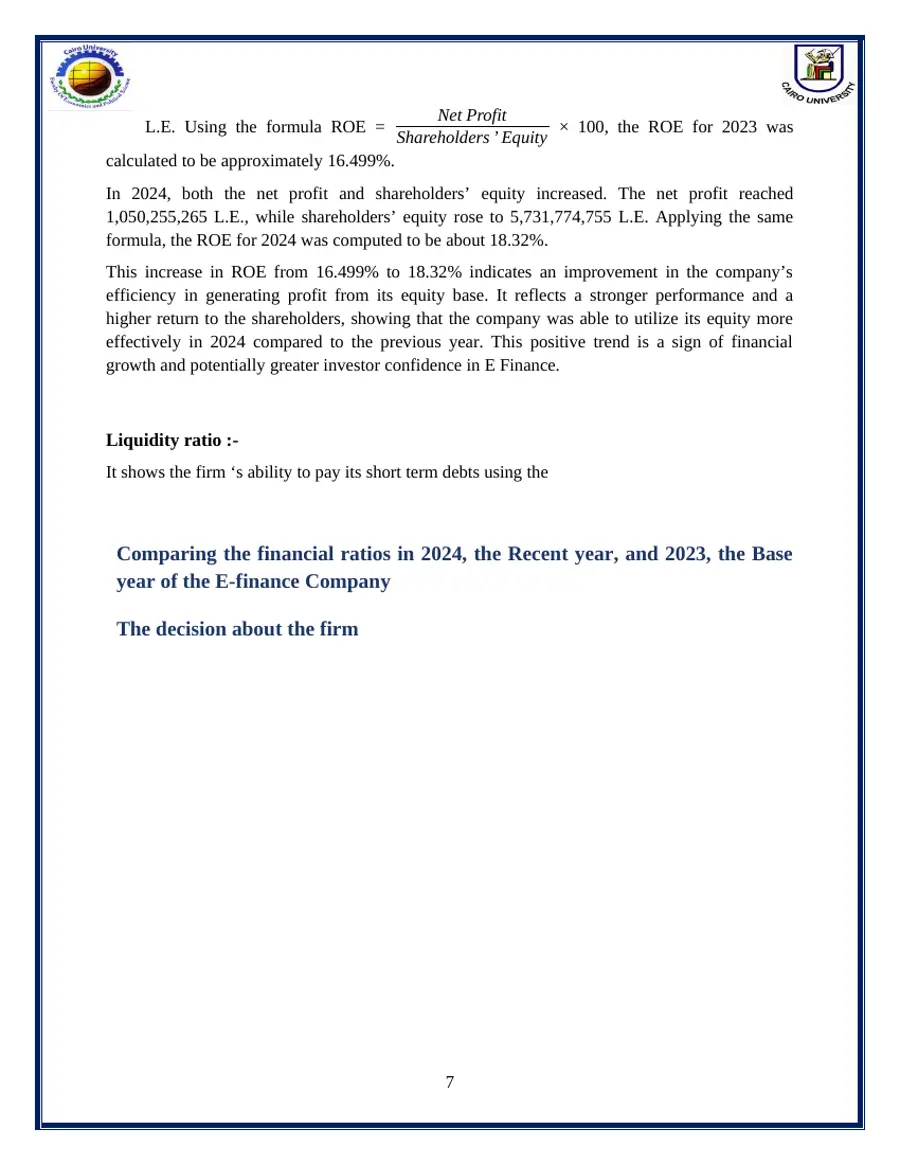 Cairo University
Faculty Of Economics and Political Science
CAIRO UNIVERSITY
L.E. Using the formula ROE = Net Profit / Shareholders ’ Equity × 100, the ROE for 2023 was
calculated to be approximately 16.499%.
In 2024, both the net profit and shareholders’ equity increased. The net profit reached
1,050,255,265 L.E., while shareholders’ equity rose to 5,731,774,755 L.E. Applying the same
formula, the ROE for 2024 was computed to be about 18.32%.
This increase in ROE from 16.499% to 18.32% indicates an improvement in the company’s
efficiency in generating profit from its equity base. It reflects a stronger performance and a
higher return to the shareholders, showing that the company was able to utilize its equity more
effectively in 2024 compared to the previous year. This positive trend is a sign of financial
growth and potentially greater investor confidence in E Finance.
Liquidity ratio :-
It shows the firm ‘s ability to pay its short term debts using the
Comparing the financial ratios in 2024, the Recent year, and 2023, the Base
year of the E-finance Company
The decision about the firm
7